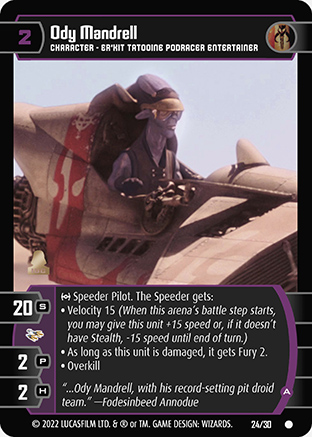 2
Ody Mandrell
CHARACTER - ER'KIT TATOOINE PODRACER ENTERTAINER
20 S
2 P
2 H
Speeder Pilot. The Speeder gets:
• Velocity 15 (When this arena's battle step starts,
you may give this unit +15 speed or, if it doesn't
have Stealth, -15 speed until end of turn.)
• As long as this unit is damaged, it gets Fury 2.
• Overkill
"...Ody Mandrell, with his record-setting pit droid
team." —Fodesinbeed Annodue
A
© 2022 LUCASFILM LTD. & ® or TM. GAME DESIGN: WIZARDS.
24/30